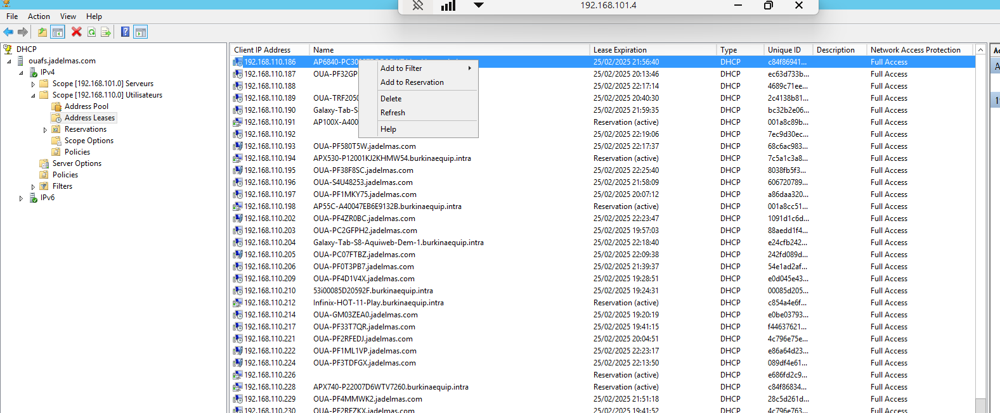 192.168.101.4
File Action View Help
DHCP
ouafs.jadelmas.com
IPv4
Scope [192.168.101.0] Serveurs
Scope [192.168.110.0] Utilisateurs
Address Pool
Address Leases
Reservations
Scope Options
Policies
Server Options
Policies
Filters
IPv6
Client IP Address Name Lease Expiration Type Unique ID Description Network Access Protection
192.168.110.186 25/02/2025 21:56:40 DHCP c84f86941... Full Access
192.168.110.187 OUA-PF32GP 25/02/2025 20:13:46 DHCP ec63d733b... Full Access
192.168.110.188 25/02/2025 22:17:14 DHCP 4689c71ee... Full Access
192.168.110.189 OUA-TRF2050 25/02/2025 20:40:30 DHCP 2c4138b81... Full Access
192.168.110.190 Galaxy-Tab-S 25/02/2025 21:59:35 DHCP bc32b2e06... Full Access
192.168.110.191 AP100X-A400 Reservation (active) DHCP 001a8c89b... Full Access
192.168.110.192 25/02/2025 22:19:06 DHCP 7ec9d30ec... Full Access
192.168.110.193 OUA-PF580T5W.jadelmas.com 25/02/2025 22:17:37 DHCP 68c6ac983... Full Access
192.168.110.194 APX530-P12001KJ2KHMW54.burkinaequip.intra Reservation (active) DHCP 7c5a1c3a8... Full Access
192.168.110.195 OUA-PF38F8SC.jadelmas.com 25/02/2025 22:25:40 DHCP 8038fb5f3... Full Access
192.168.110.196 OUA-S4U48253.jadelmas.com 25/02/2025 21:58:09 DHCP 606720789... Full Access
192.168.110.197 OUA-PF1MKY75.jadelmas.com 25/02/2025 20:07:12 DHCP a86daa320... Full Access
192.168.110.198 AP55C-A40047EB6E9132B.burkinaequip.intra Reservation (active) DHCP 001a8cc51... Full Access
192.168.110.202 OUA-PF4ZR0BC.jadelmas.com 25/02/2025 22:23:47 DHCP 1091d1c6d... Full Access
192.168.110.203 OUA-PC2GFPH2.jadelmas.com 25/02/2025 19:57:03 DHCP 88aedd1f4... Full Access
192.168.110.204 Galaxy-Tab-S8-Aquiweb-Dem-1.burkinaequip.intra 25/02/2025 22:18:40 DHCP e24cfb242... Full Access
192.168.110.205 OUA-PC07FTBZ.jadelmas.com 25/02/2025 22:09:38 DHCP 242fd089d... Full Access
192.168.110.206 OUA-PF0T3PB7.jadelmas.com 25/02/2025 21:39:37 DHCP 54e1ad2af... Full Access
192.168.110.209 OUA-PF4D1V4X.jadelmas.com 25/02/2025 19:28:51 DHCP e0d045e43... Full Access
192.168.110.210 53i00085D20592F.burkinaequip.intra 25/02/2025 19:24:31 DHCP 00085d205... Full Access
192.168.110.212 Infinix-HOT-11-Play.burkinaequip.intra Reservation (active) DHCP c854a4e6f... Full Access
192.168.110.214 OUA-GM03ZEA0.jadelmas.com 25/02/2025 19:20:19 DHCP e0be03793... Full Access
192.168.110.217 OUA-PF33T7QR.jadelmas.com 25/02/2025 19:41:15 DHCP f44637621... Full Access
192.168.110.221 OUA-PF2RFEDJ.jadelmas.com 25/02/2025 20:04:51 DHCP 4c796e75e... Full Access
192.168.110.222 OUA-PF1ML1VP.jadelmas.com 25/02/2025 22:23:17 DHCP e86a64d23... Full Access
192.168.110.224 OUA-PF3TDFGX.jadelmas.com 25/02/2025 22:13:50 DHCP 089df4e61... Full Access
192.168.110.226 Reservation (active) DHCP e686fd2c9... Full Access
192.168.110.228 APX740-P22007D6WTV7260.burkinaequip.intra Reservation (active) DHCP c84f86834... Full Access
192.168.110.229 OUA-PF4MMWK2.jadelmas.com 25/02/2025 21:51:18 DHCP 28c5d261d... Full Access
192.168.110.230 OUA-PF2RFZKX.jadelmas.com 25/02/2025 19:41:52 DHCP 4c796e763... Full Access
Add to Filter
Add to Reservation
Delete
Refresh
Help